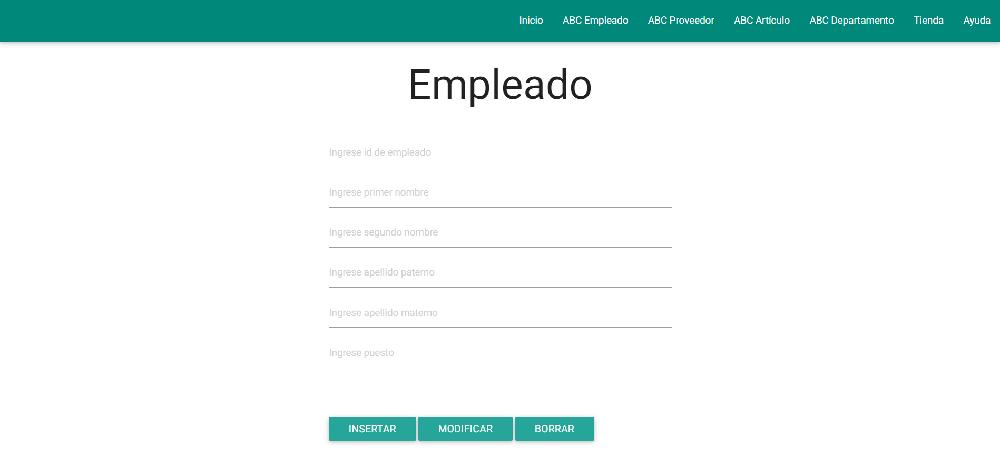 Inicio ABC Empleado ABC Proveedor ABC Artículo ABC Departamento Tienda Ayuda
Empleado
Ingrese id de empleado
Ingrese primer nombre
Ingrese segundo nombre
Ingrese apellido paterno
Ingrese apellido materno
Ingrese puesto
INSERTAR MODIFICAR BORRAR